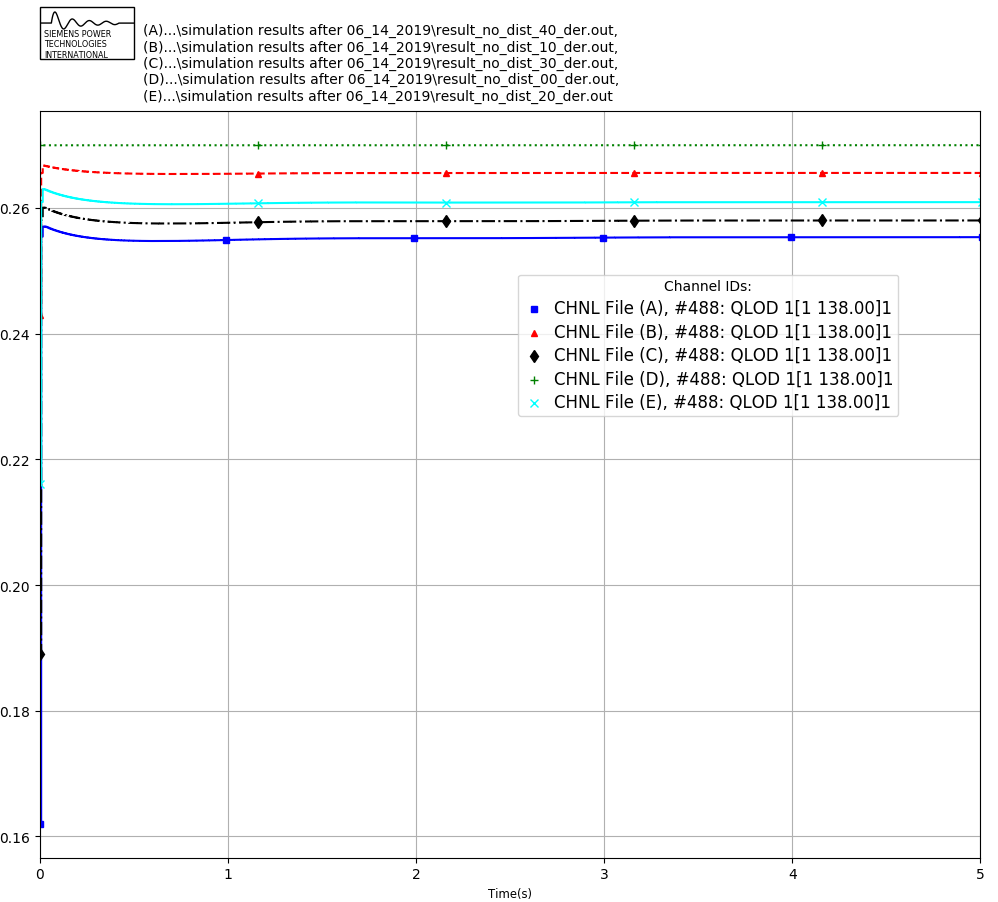 SIEMENS POWER
TECHNOLOGIES
INTERNATIONAL
(A)...\simulation results after 06_14_2019\result_no_dist_40_der.out,
(B)...\simulation results after 06_14_2019\result_no_dist_10_der.out,
(C)...\simulation results after 06_14_2019\result_no_dist_30_der.out,
(D)...\simulation results after 06_14_2019\result_no_dist_00_der.out,
(E)...\simulation results after 06_14_2019\result_no_dist_20_der.out
0.26
0.24
0.22
0.20
0.18
0.16
Channel IDs:
CHNL File (A), #488: QLOD 1[1 138.00]1
CHNL File (B), #488: QLOD 1[1 138.00]1
CHNL File (C), #488: QLOD 1[1 138.00]1
CHNL File (D), #488: QLOD 1[1 138.00]1
CHNL File (E), #488: QLOD 1[1 138.00]1
0 1 2 3 4 5
Time(s)